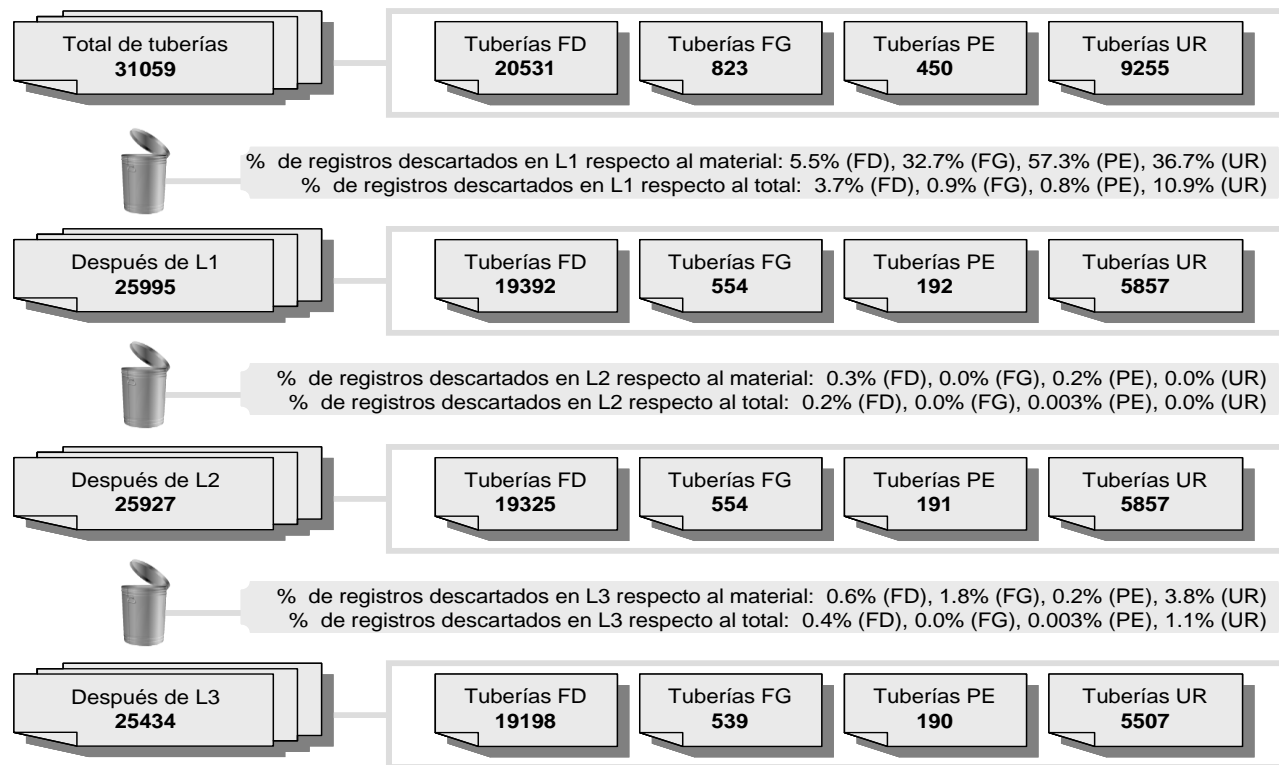 Total de tuberías
31059
Tuberías FD
20531
Tuberías FG
823
Tuberías PE
450
Tuberías UR
9255
% de registros descartados en L1 respecto al material: 5.5% (FD), 32.7% (FG), 57.3% (PE), 36.7% (UR)
% de registros descartados en L1 respecto al total: 3.7% (FD), 0.9% (FG), 0.8% (PE), 10.9% (UR)
Después de L1
25995
Tuberías FD
19392
Tuberías FG
554
Tuberías PE
192
Tuberías UR
5857
% de registros descartados en L2 respecto al material: 0.3% (FD), 0.0% (FG), 0.2% (PE), 0.0% (UR)
% de registros descartados en L2 respecto al total: 0.2% (FD), 0.0% (FG), 0.003% (PE), 0.0% (UR)
Después de L2
25927
Tuberías FD
19325
Tuberías FG
554
Tuberías PE
191
Tuberías UR
5857
% de registros descartados en L3 respecto al material: 0.6% (FD), 1.8% (FG), 0.2% (PE), 3.8% (UR)
% de registros descartados en L3 respecto al total: 0.4% (FD), 0.0% (FG), 0.003% (PE), 1.1% (UR)
Después de L3
25434
Tuberías FD
19198
Tuberías FG
539
Tuberías PE
190
Tuberías UR
5507